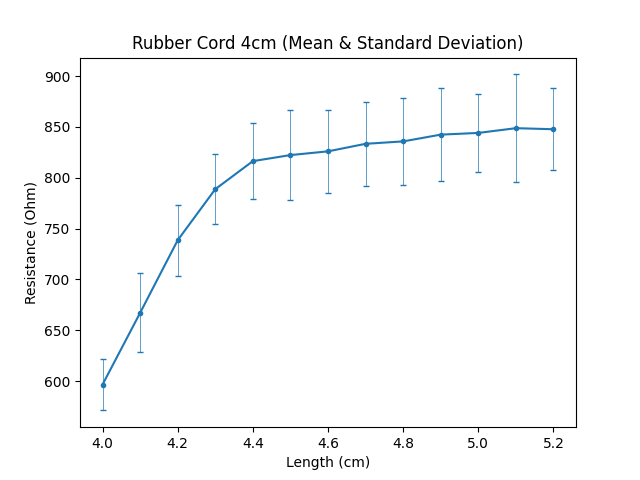 Rubber Cord 4cm (Mean & Standard Deviation)
900
850
800
750
700
650
600
Resistance (Ohm)
4.0 4.2 4.4 4.6 4.8 5.0 5.2
Length (cm)